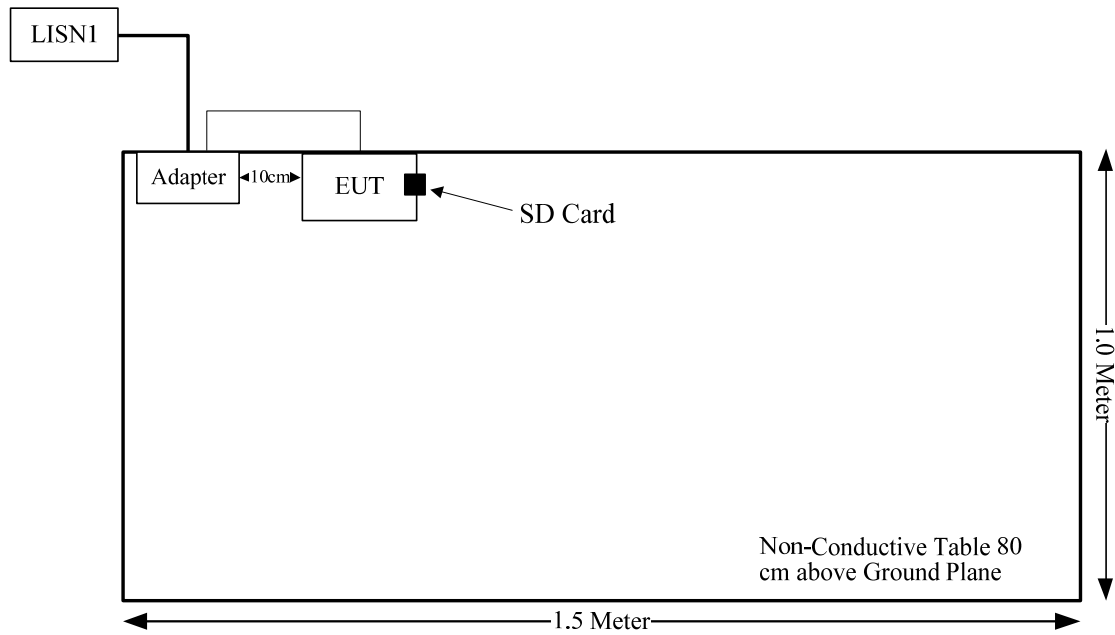 LISN1
Adapter
10cm
EUT
SD Card
1.0 Meter
Non-Conductive Table 80
cm above Ground Plane
1.5 Meter